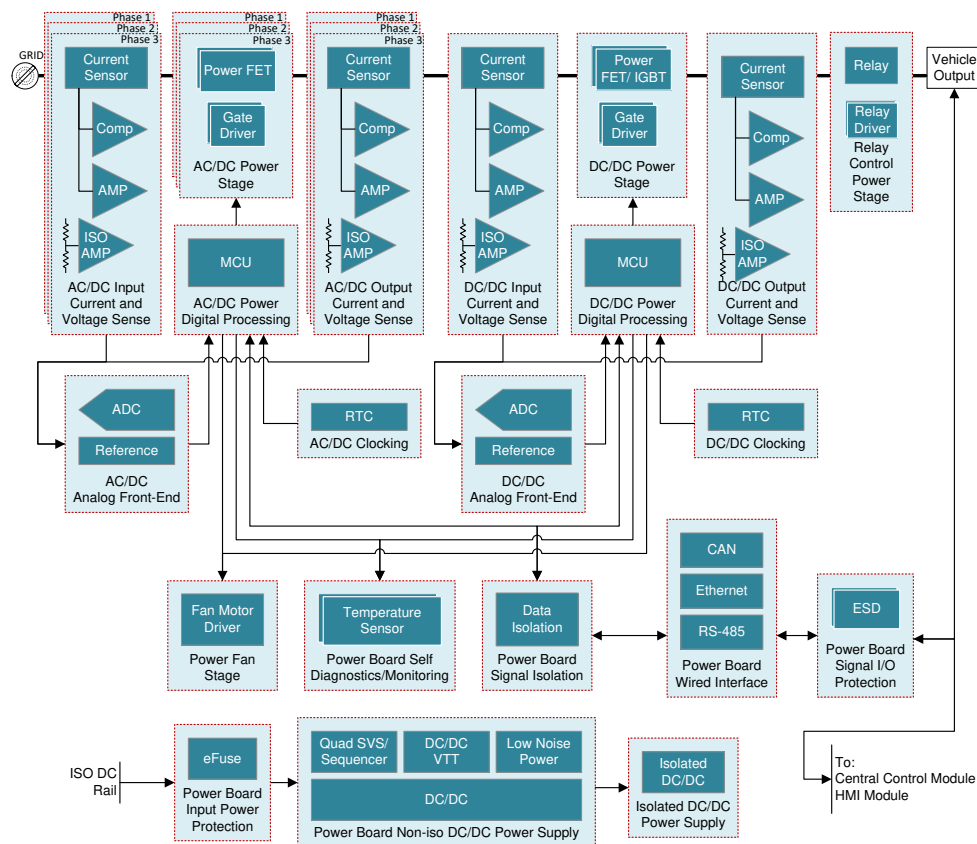 Phase 1
Phase 2
Phase 3
Phase 1
Phase 2
Phase 3
Phase 1
Phase 2
Phase 3
GRID
Current
Sensor
Comp
AMP
ISO
AMP
AC/DC Input
Current and
Voltage Sense
Power FET
Gate
Driver
AC/DC Power
Stage
MCU
AC/DC Power
Digital Processing
Current
Sensor
Comp
AMP
ISO
AMP
AC/DC Output
Current and
Voltage Sense
Current
Sensor
Comp
AMP
ISO
AMP
DC/DC Input
Current and
Voltage Sense
Power
FET/ IGBT
Gate
Driver
DC/DC Power
Stage
MCU
DC/DC Power
Digital Processing
Current
Sensor
Comp
AMP
ISO
AMP
DC/DC Output
Current and
Voltage Sense
Relay
Relay
Driver
Relay
Control
Power
Stage
Vehicle
Output
ADC
Reference
AC/DC
Analog Front-End
RTC
AC/DC Clocking
ADC
Reference
DC/DC
Analog Front-End
RTC
DC/DC Clocking
Fan Motor
Driver
Power Fan
Stage
Temperature
Sensor
Power Board Self
Diagnostics/Monitoring
Data
Isolation
Power Board
Signal Isolation
CAN
Ethernet
RS-485
Power Board
Wired Interface
ESD
Power Board
Signal I/O
Protection
ISO DC
Rail
eFuse
Power Board
Input Power
Protection
Quad SVS/
Sequencer
DC/DC
VTT
Low Noise
Power
DC/DC
Power Board Non-iso DC/DC Power Supply
Isolated
DC/DC
Isolated DC/DC
Power Supply
To:
Central Control Module
HMI Module